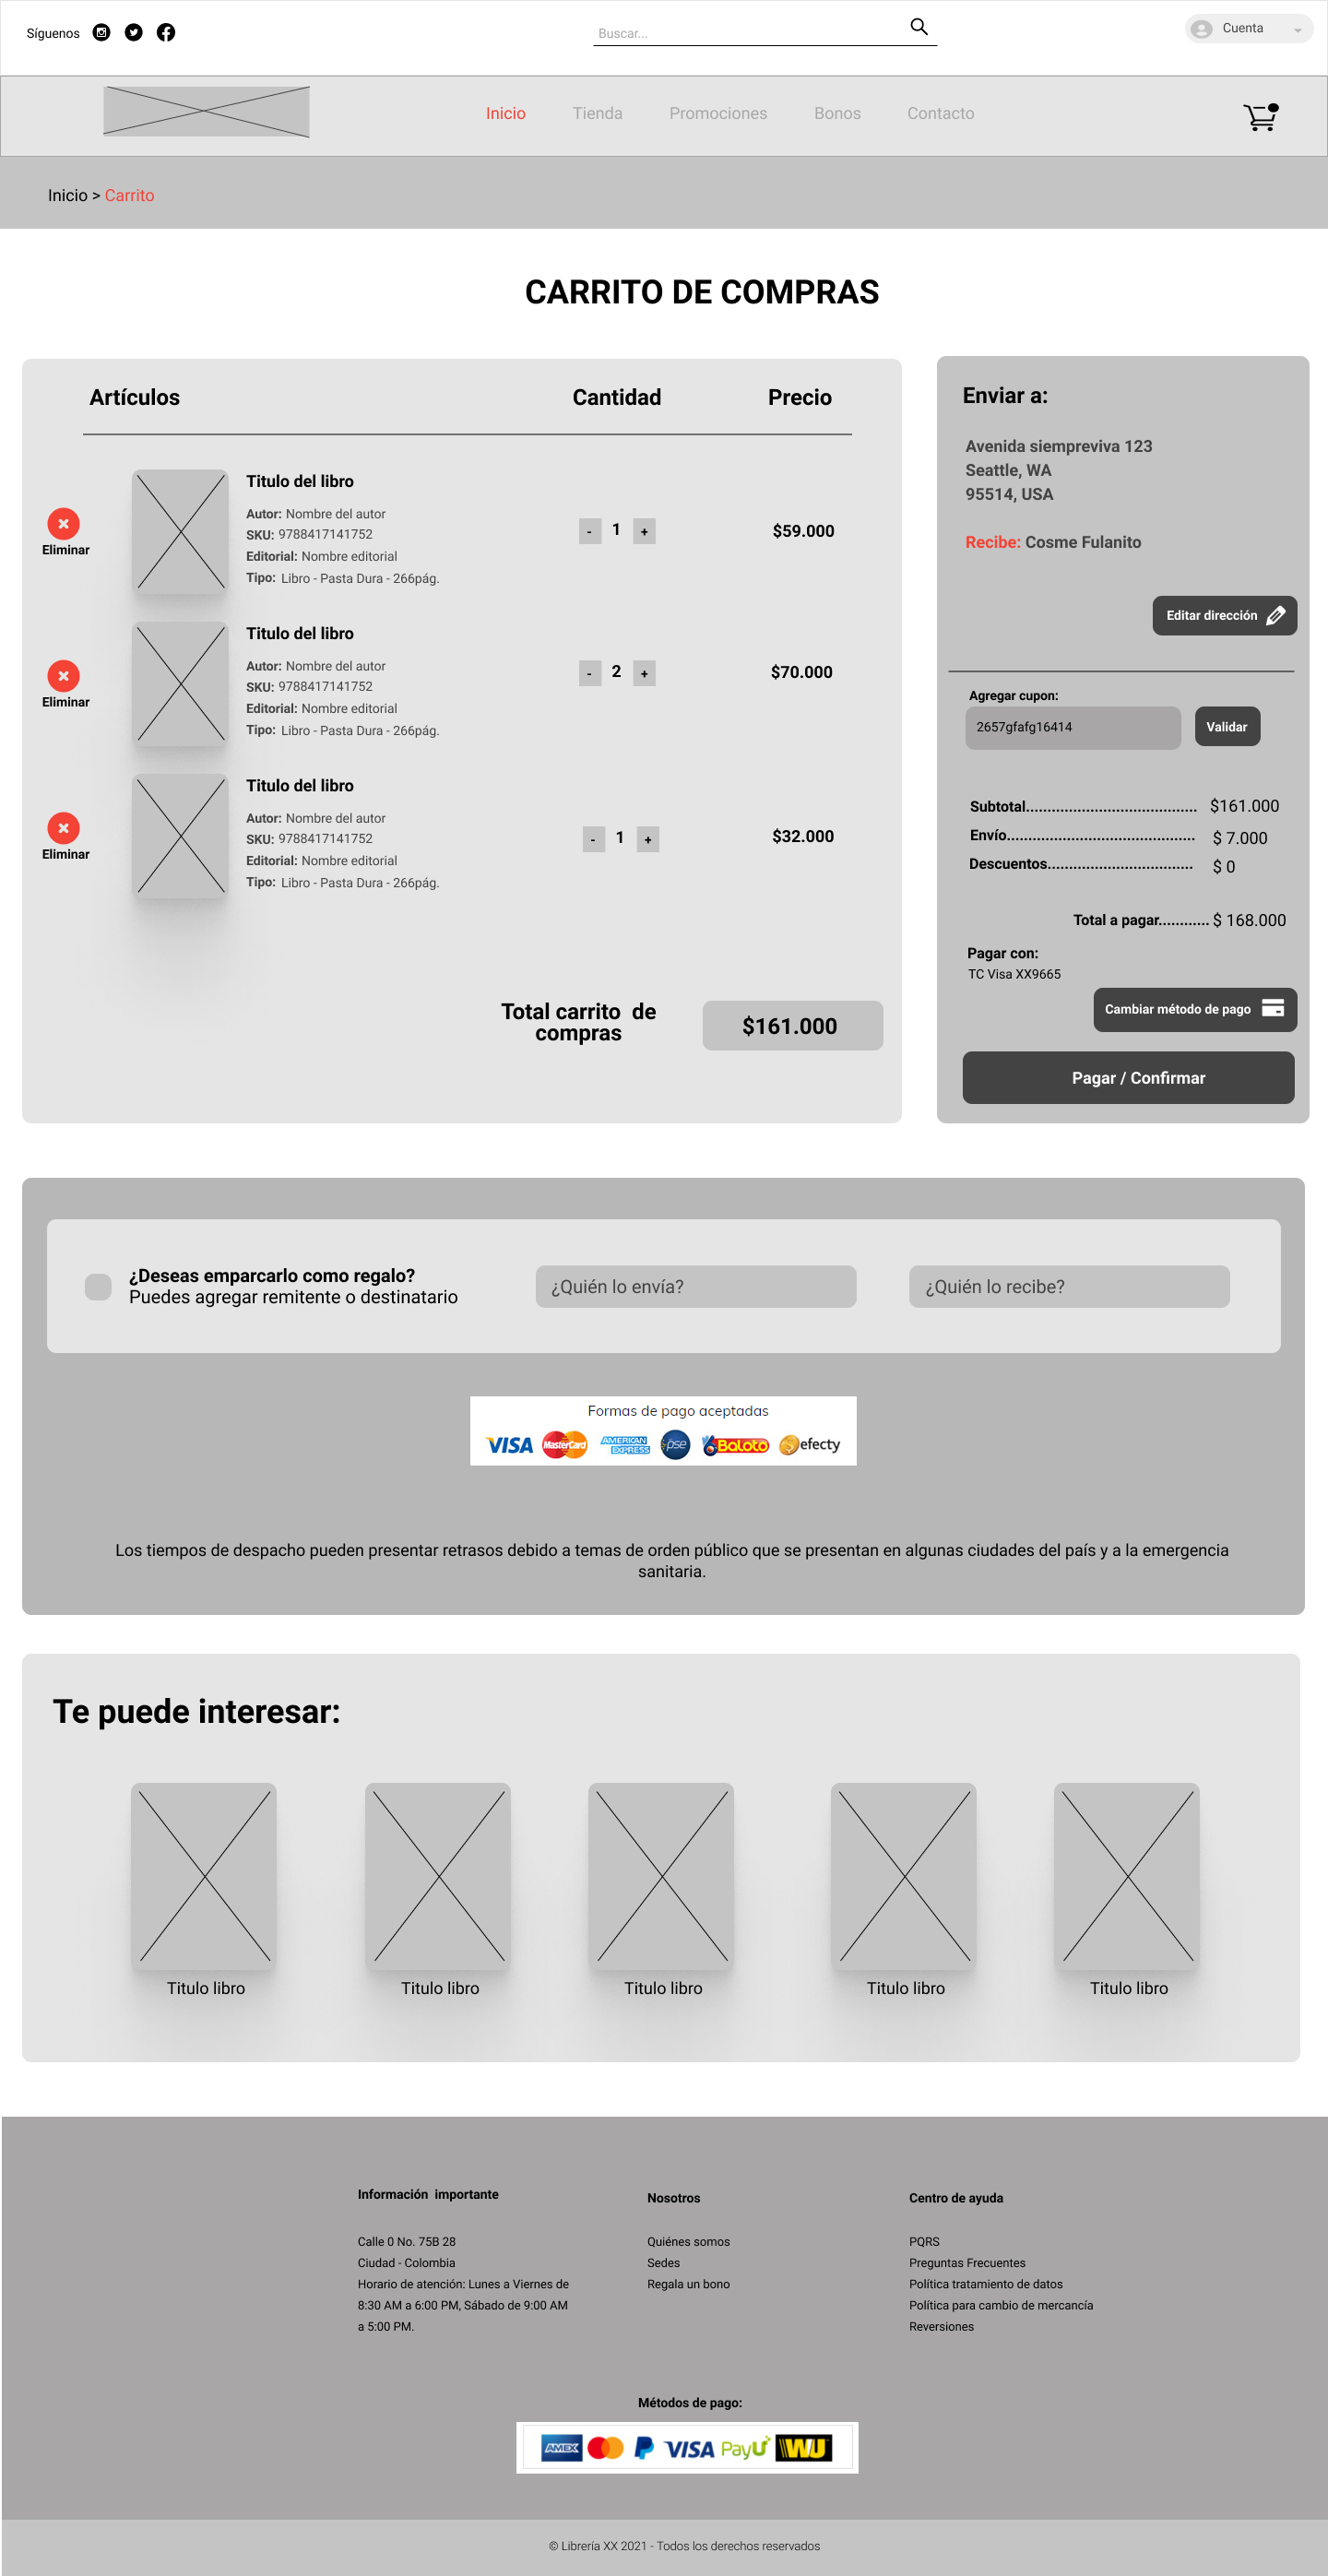 Síguenos
Buscar...
Cuenta
Inicio Tienda Promociones Bonos Contacto
Inicio > Carrito
CARRITO DE COMPRAS
Artículos Cantidad Precio
Titulo del libro
Autor: Nombre del autor
SKU: 9788417141752
Editorial: Nombre editorial
Tipo: Libro - Pasta Dura - 266pág.
Eliminar
- 1 +
$59.000
Titulo del libro
Autor: Nombre del autor
SKU: 9788417141752
Editorial: Nombre editorial
Tipo: Libro - Pasta Dura - 266pág.
Eliminar
- 2 +
$70.000
Titulo del libro
Autor: Nombre del autor
SKU: 9788417141752
Editorial: Nombre editorial
Tipo: Libro - Pasta Dura - 266pág.
Eliminar
- 1 +
$32.000
Total carrito de
compras
$161.000
Enviar a:
Avenida siempreviva 123
Seattle, WA
95514, USA
Recibe: Cosme Fulanito
Editar dirección
Agregar cupon:
2657gfafg16414
Validar
Subtotal........................................ $161.000
Envío............................................ $ 7.000
Descuentos.................................. $ 0
Total a pagar............ $ 168.000
Pagar con:
TC Visa XX9665
Cambiar método de pago
Pagar / Confirmar
¿Deseas emparcarlo como regalo?
Puedes agregar remitente o destinatario
¿Quién lo envía?
¿Quién lo recibe?
Formas de pago aceptadas
VISA MasterCard AMERICAN EXPRESS pse Baloto efecty
Los tiempos de despacho pueden presentar retrasos debido a temas de orden público que se presentan en algunas ciudades del país y a la emergencia
sanitaria.
Te puede interesar:
Titulo libro Titulo libro Titulo libro Titulo libro Titulo libro
Información importante
Calle 0 No. 75B 28
Ciudad - Colombia
Horario de atención: Lunes a Viernes de
8:30 AM a 6:00 PM, Sábado de 9:00 AM
a 5:00 PM.
Nosotros
Quiénes somos
Sedes
Regala un bono
Centro de ayuda
PQRS
Preguntas Frecuentes
Política tratamiento de datos
Política para cambio de mercancía
Reversiones
Métodos de pago:
AMEX VISA PayU WU
© Librería XX 2021 - Todos los derechos reservados